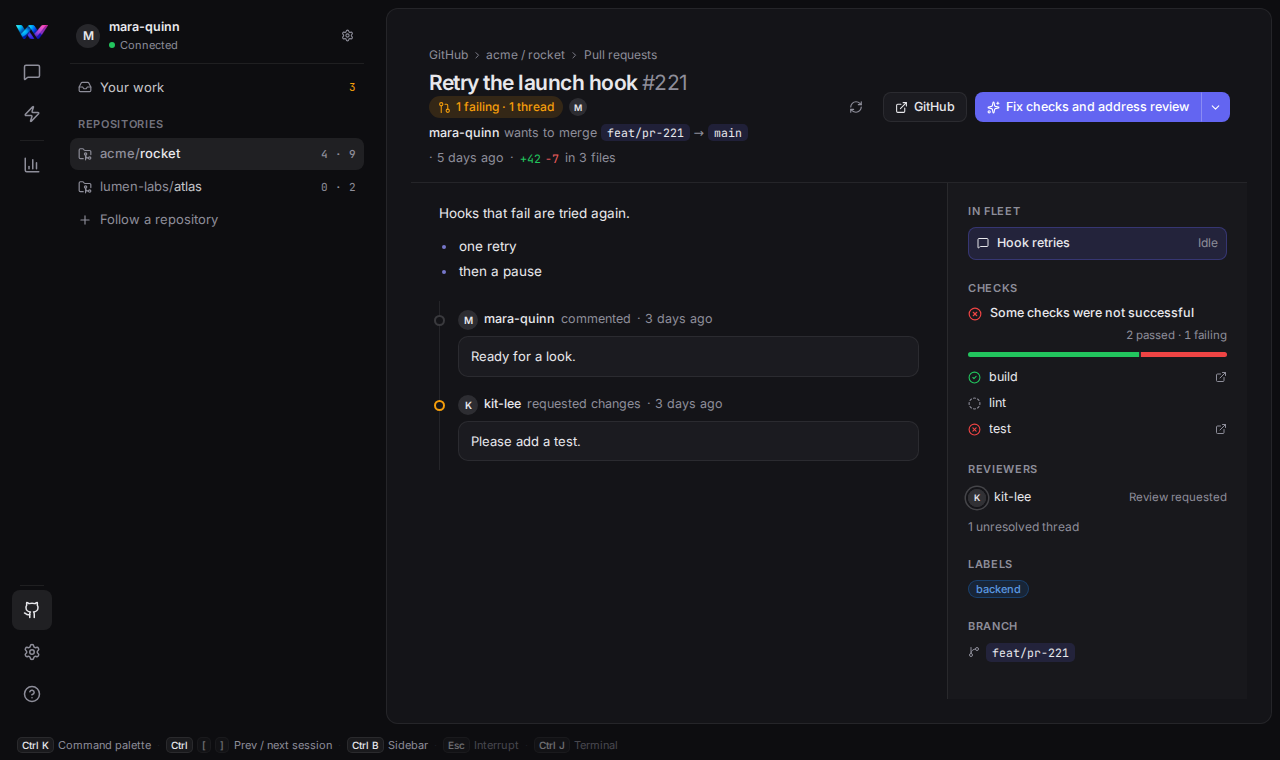 M
mara-quinn
Connected
Your work 3
REPOSITORIES
acme/rocket 4 · 9
lumen-labs/atlas 0 · 2
Follow a repository
GitHub › acme / rocket › Pull requests
Retry the launch hook #221
1 failing · 1 thread M
GitHub
Fix checks and address review
mara-quinn wants to merge feat/pr-221 → main
· 5 days ago · +42 -7 in 3 files
Hooks that fail are tried again.
• one retry
• then a pause
M mara-quinn commented · 3 days ago
Ready for a look.
K kit-lee requested changes · 3 days ago
Please add a test.
IN FLEET
Hook retries Idle
CHECKS
Some checks were not successful
2 passed · 1 failing
build
lint
test
REVIEWERS
K kit-lee Review requested
1 unresolved thread
LABELS
backend
BRANCH
feat/pr-221
Ctrl K Command palette Ctrl [ ] Prev / next session Ctrl B Sidebar Esc Interrupt Ctrl J Terminal